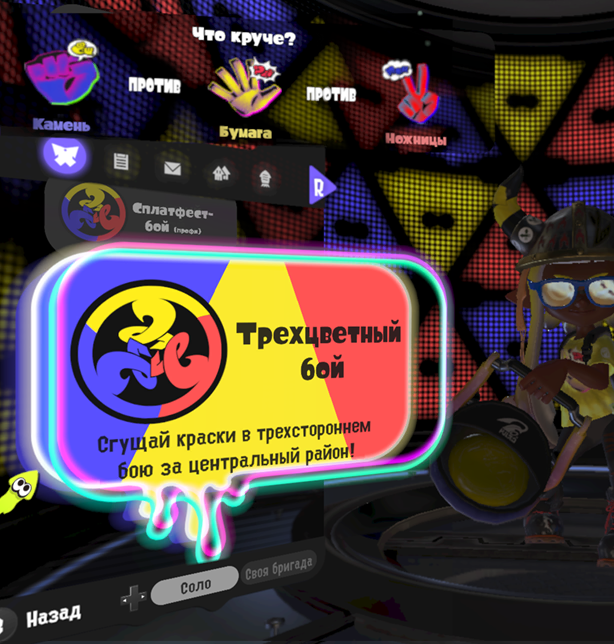 Что круче?
ПРОТИВ
ПРОТИВ
Камень
Бумага
Ножницы
R
Сплатфест-
бой (профи)
Трехцветный
бой
Сгущай краски в трехстороннем
бою за центральный район!
Назад
Соло
Своя бригада